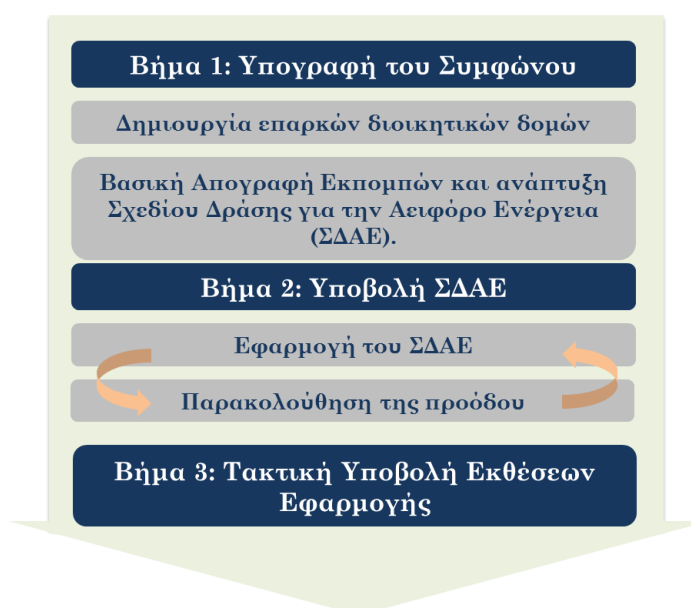 Βήμα 1: Υπογραφή του Συμφώνου
Δημιουργία επαρκών διοικητικών δομών
Βασική Απογραφή Εκπομπών και ανάπτυξη
Σχεδίου Δράσης για την Αειφόρο Ενέργεια
(ΣΔΑΕ).
Βήμα 2: Υποβολή ΣΔΑΕ
Εφαρμογή του ΣΔΑΕ
Παρακολούθηση της προόδου
Βήμα 3: Τακτική Υποβολή Εκθέσεων
Εφαρμογής